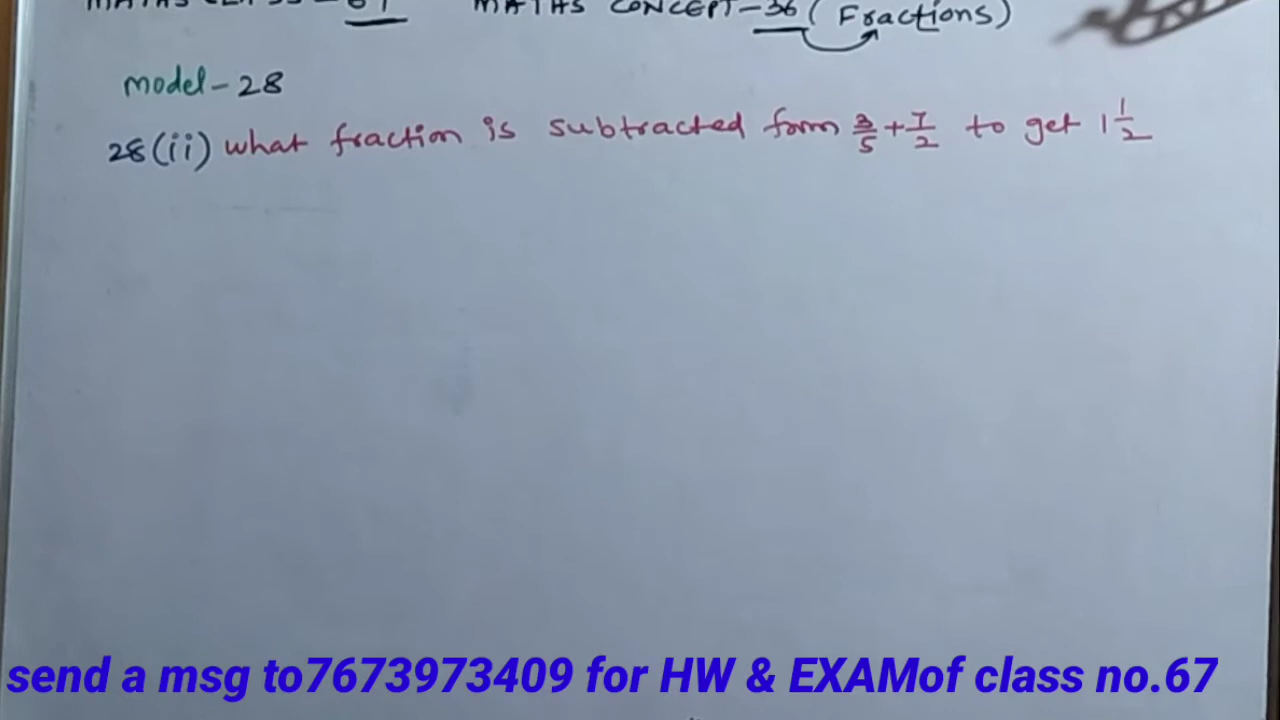 MATHS CONCEPT-36 (Fractions)
model-28
28(ii) what fraction is subtracted form 3/5 + 7/2 to get 1 1/2
send a msg to7673973409 for HW & EXAMof class no.67